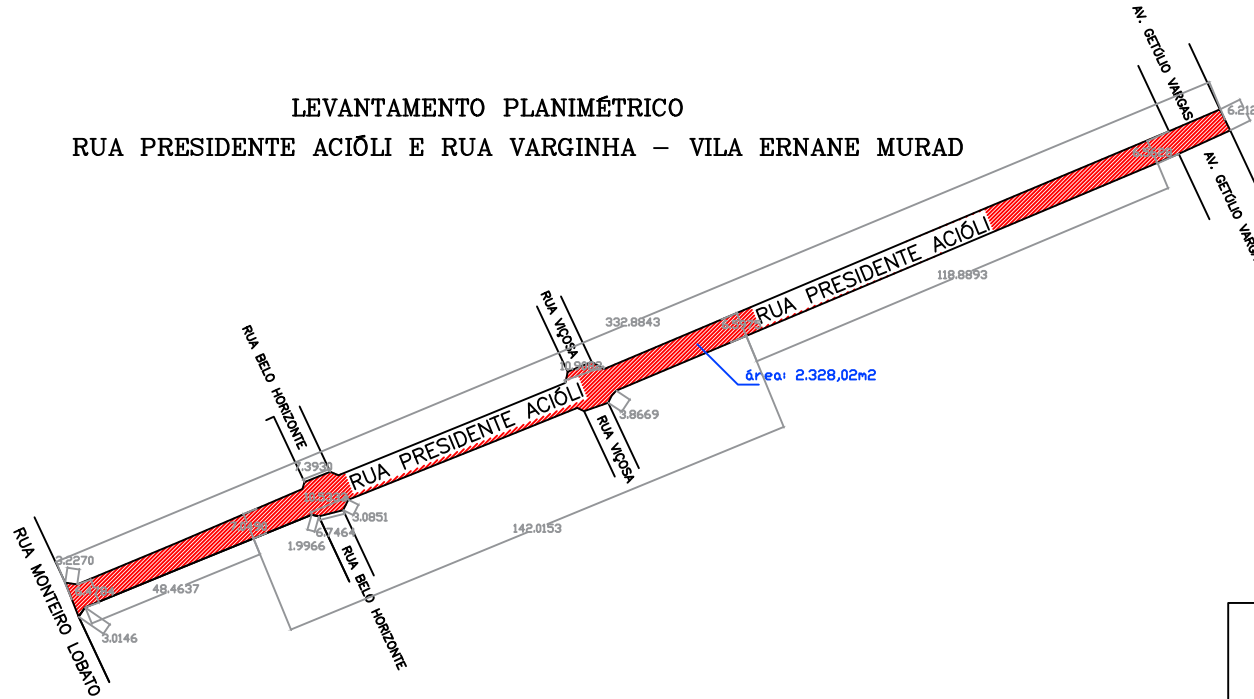 LEVANTAMENTO PLANIMÉTRICO
RUA PRESIDENTE ACIÓLI E RUA VARGINHA – VILA ERNANE MURAD
AV. GETÚLIO VARGAS
6.212
AV. GETÚLIO VARGA
RUA PRESIDENTE ACIÓLI
118.8893
332.8843
RUA VIÇOSA
área: 2.328,02m2
RUA BELO HORIZONTE
RUA PRESIDENTE ACIÓLI
3.8669
RUA VIÇOSA
7.3930
3.0851
6.7464
1.9966
142.0153
RUA BELO HORIZONTE
RUA MONTEIRO LOBATO
3.2270
48.4637
3.0146